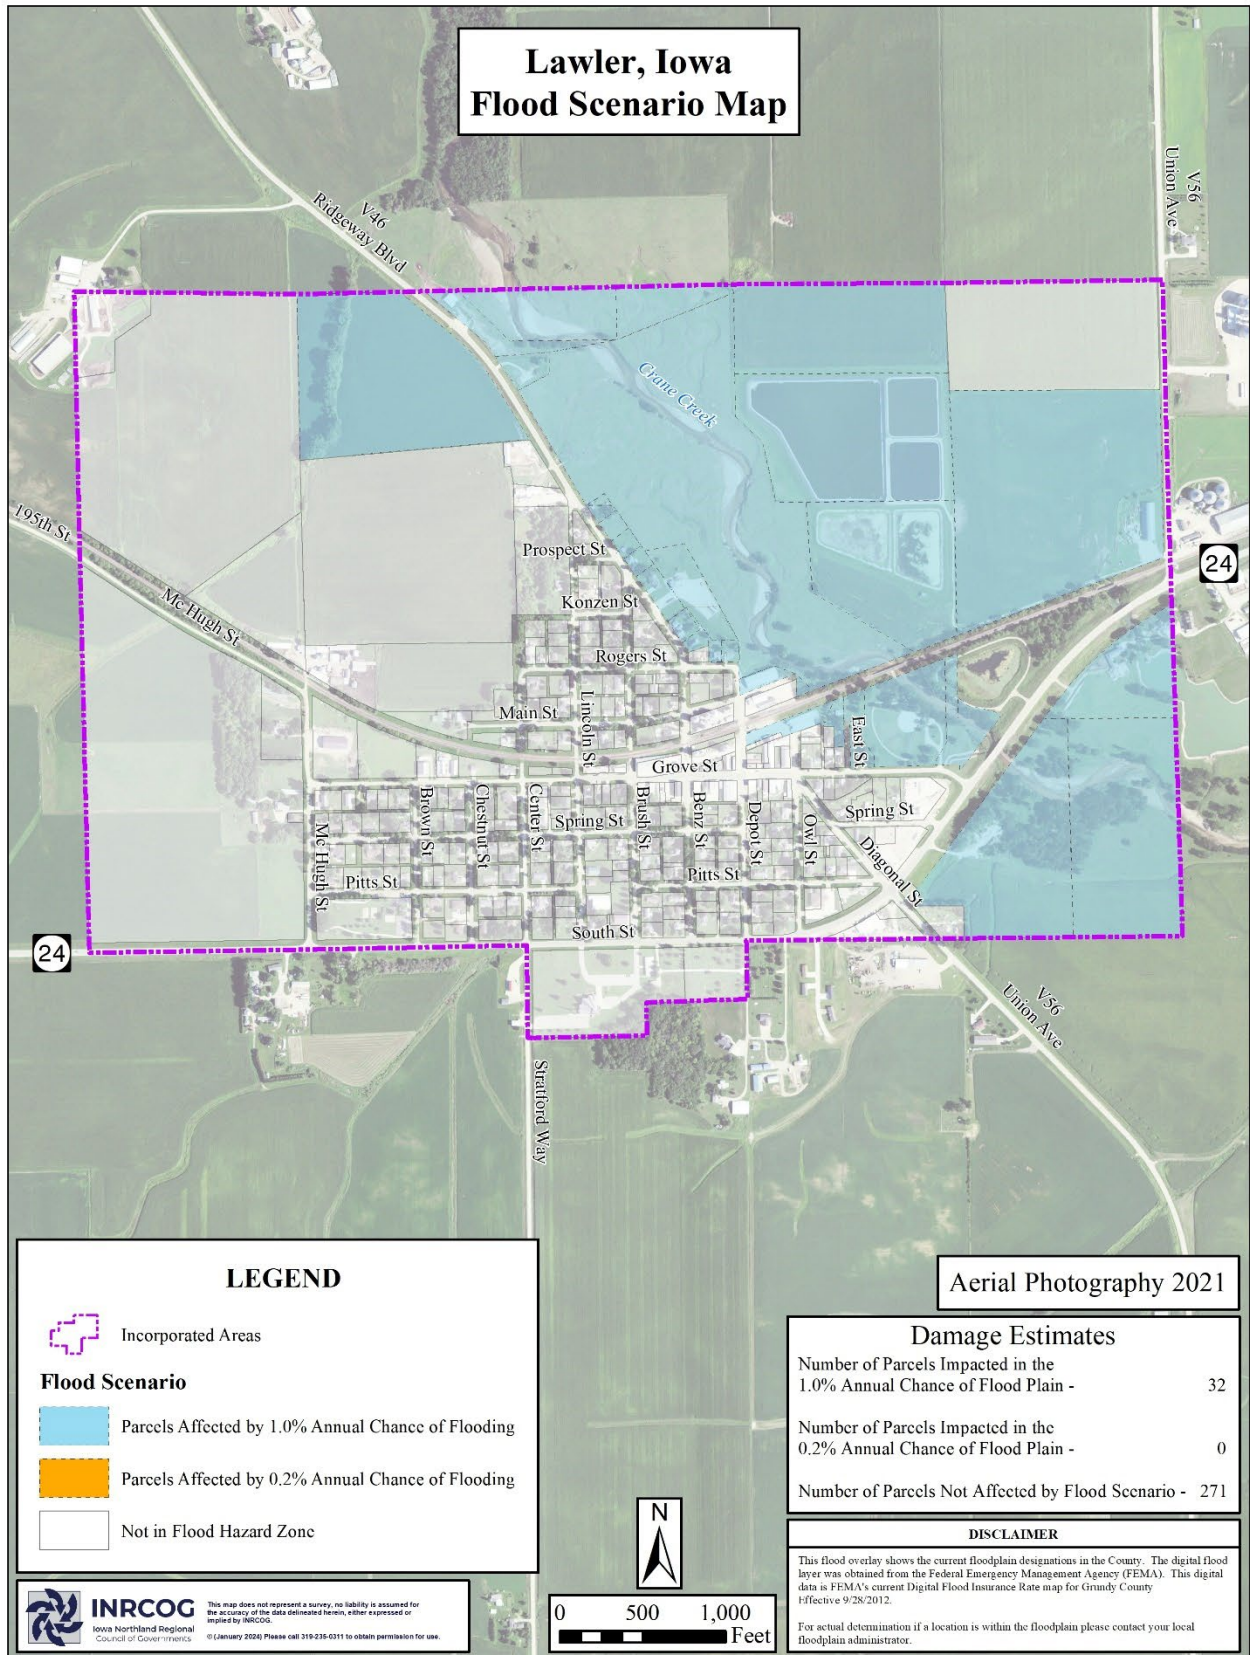 Lawler, Iowa
Flood Scenario Map
V56
Union Ave
V46
Ridgeway Blvd
Crane Creek
195th St
Mc Hugh St
24
Prospect St
Konzen St
Rogers St
Main St
Lincoln St
Grove St
East St
Mc Hugh St
Brown St
Chestnut St
Center St
Spring St
Brush St
Benz St
Depot St
Owl St
Spring St
Diagonal St
Pitts St
Pitts St
South St
24
V56
Union Ave
Stratford Way
LEGEND
Incorporated Areas
Flood Scenario
Parcels Affected by 1.0% Annual Chance of Flooding
Parcels Affected by 0.2% Annual Chance of Flooding
Not in Flood Hazard Zone
INRCOG
Iowa Northland Regional
Council of Governments
This map does not represent a survey, no liability is assumed for
the accuracy of the data delineated herein, either expressed or
implied by INRCOG.
© (January 2024) Please call 319-235-0311 to obtain permission for use.
N
0 500 1,000
Feet
Aerial Photography 2021
Damage Estimates
Number of Parcels Impacted in the
1.0% Annual Chance of Flood Plain - 32
Number of Parcels Impacted in the
0.2% Annual Chance of Flood Plain - 0
Number of Parcels Not Affected by Flood Scenario - 271
DISCLAIMER
This flood overlay shows the current floodplain designations in the County. The digital flood
layer was obtained from the Federal Emergency Management Agency (FEMA). This digital
data is FEMA's current Digital Flood Insurance Rate map for Grundy County
Effective 9/28/2012.
For actual determination if a location is within the floodplain please contact your local
floodplain administrator.